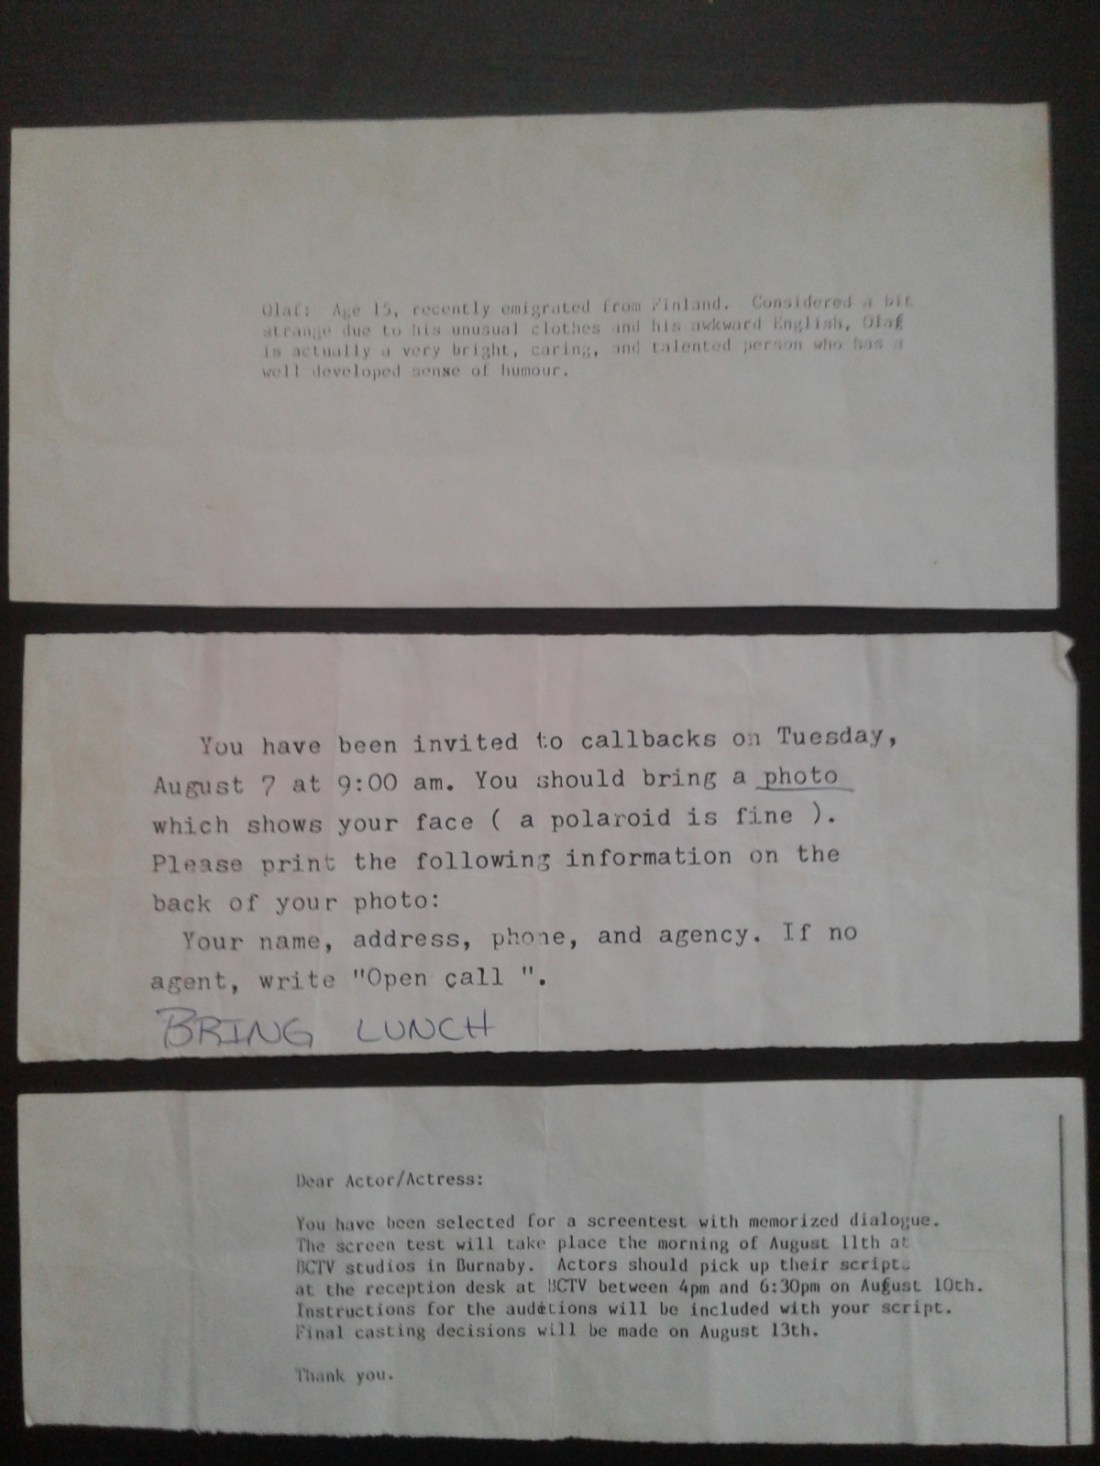 Olaf: Age 15, recently emigrated from Finland. Considered a bit
strange due to his unusual clothes and his awkward English, Olaf
is actually a very bright, caring, and talented person who has a
well developed sense of humour.
You have been invited to callbacks on Tuesday,
August 7 at 9:00 am. You should bring a photo
which shows your face ( a polaroid is fine ).
Please print the following information on the
back of your photo:
Your name, address, phone, and agency. If no
agent, write "Open call ".
BRING LUNCH
Dear Actor/Actress:
You have been selected for a screentest with memorized dialogue.
The screen test will take place the morning of August 11th at
BCTV studios in Burnaby. Actors should pick up their script
at the reception desk at BCTV between 4pm and 6:30pm on August 10th.
Instructions for the audetions will be included with your script.
Final casting decisions will be made on August 13th.
Thank you.